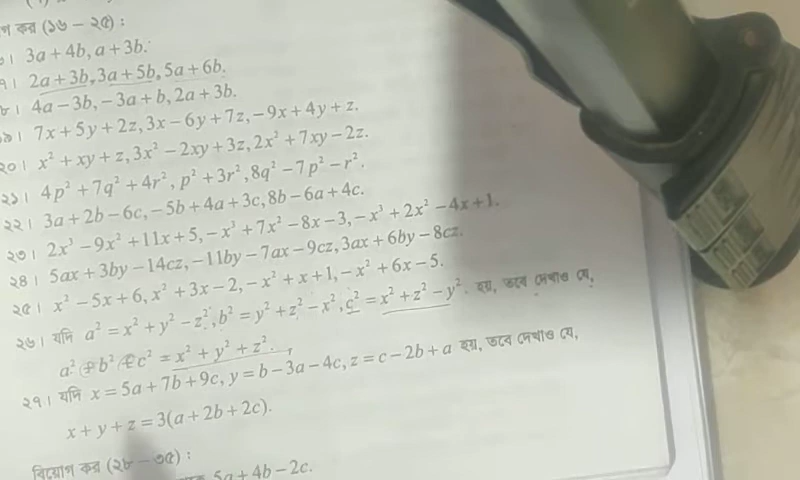 কর (১৬ – ২৫) :
। 3a + 4b, a + 3b.
৭। 2a + 3b, 3a + 5b, 5a + 6b.
৮। 4a − 3b, −3a + b, 2a + 3b.
১৯। 7x + 5y + 2z, 3x − 6y + 7z, −9x + 4y + z.
২০। x² + xy + z, 3x² − 2xy + 3z, 2x² + 7xy − 2z.
২১। 4p² + 7q² + 4r², p² + 3r², 8q² − 7p² − r².
২২। 3a + 2b − 6c, −5b + 4a + 3c, 8b − 6a + 4c.
২৩। 2x³ − 9x² + 11x + 5, −x³ + 7x² − 8x − 3, −x³ + 2x² − 4x + 1.
২৪। 5ax + 3by − 14cz, −11by − 7ax − 9cz, 3ax + 6by − 8cz.
২৫। x² − 5x + 6, x² + 3x − 2, −x² + x + 1, −x² + 6x − 5.
২৬। যদি a² = x² + y² − z², b² = y² + z² − x², c² = x² + z² − y². হয়, তবে দেখাও যে,
a² + b² + c² = x² + y² + z².
২৭। যদি x = 5a + 7b + 9c, y = b − 3a − 4c, z = c − 2b + a হয়, তবে দেখাও যে,
x + y + z = 3(a + 2b + 2c).
বিয়োগ কর (২৮ – ৩৫) :
5a + 4b − 2c.